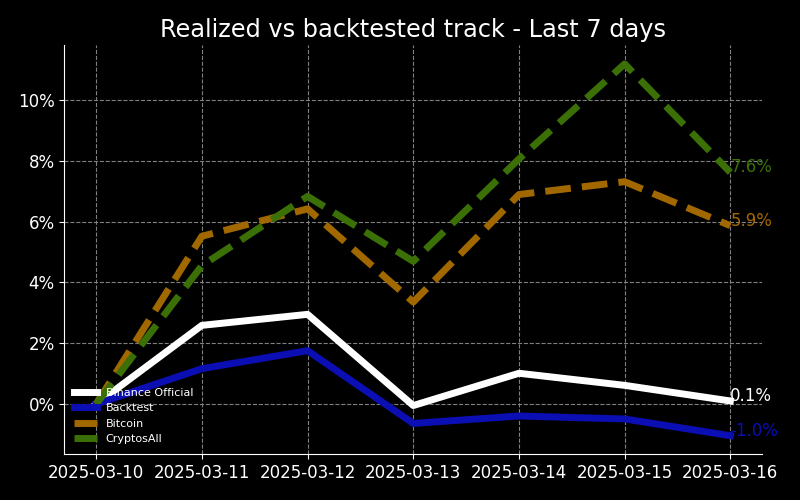 Realized vs backtested track - Last 7 days
10%
8%
6%
4%
2%
0%
7.6%
5.9%
0.1%
-1.0%
Binance Official
Backtest
Bitcoin
CryptosAll
2025-03-10 2025-03-11 2025-03-12 2025-03-13 2025-03-14 2025-03-15 2025-03-16